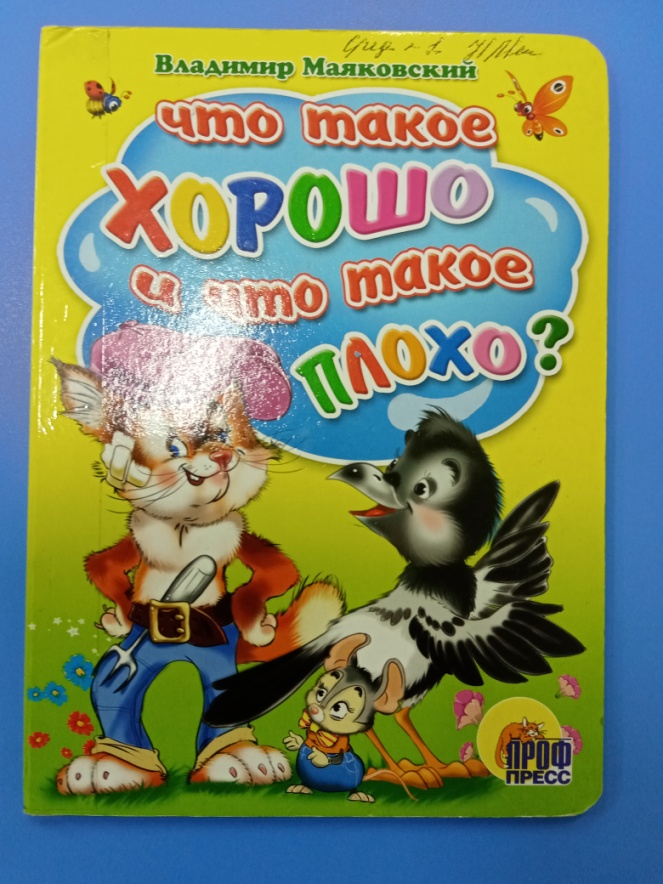 Владимир Маяковский
что такое
ХОРОШО
и что такое
ПЛОХО?
ПРОФ
ПРЕСС